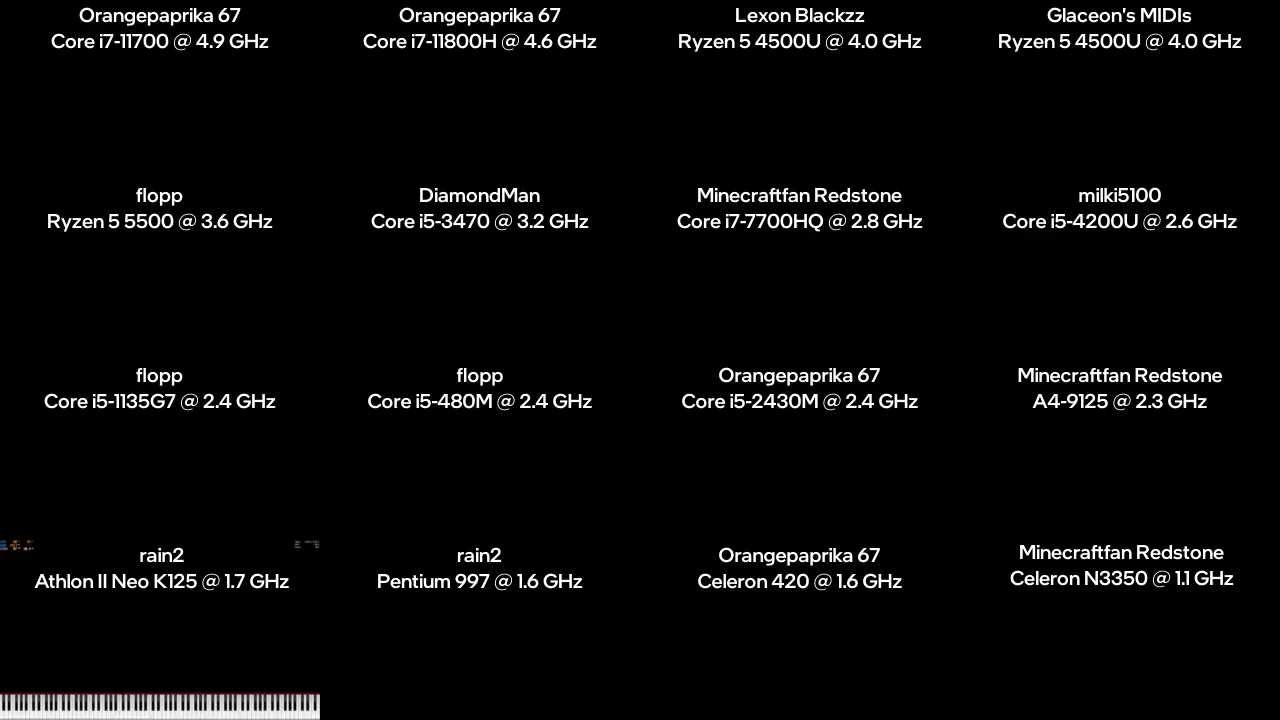 Orangepaprika 67
Core i7-11700 @ 4.9 GHz
Orangepaprika 67
Core i7-11800H @ 4.6 GHz
Lexon Blackzz
Ryzen 5 4500U @ 4.0 GHz
Glaceon's MIDIs
Ryzen 5 4500U @ 4.0 GHz
flopp
Ryzen 5 5500 @ 3.6 GHz
DiamondMan
Core i5-3470 @ 3.2 GHz
Minecraftfan Redstone
Core i7-7700HQ @ 2.8 GHz
milki5100
Core i5-4200U @ 2.6 GHz
flopp
Core i5-1135G7 @ 2.4 GHz
flopp
Core i5-480M @ 2.4 GHz
Orangepaprika 67
Core i5-2430M @ 2.4 GHz
Minecraftfan Redstone
A4-9125 @ 2.3 GHz
rain2
Athlon II Neo K125 @ 1.7 GHz
rain2
Pentium 997 @ 1.6 GHz
Orangepaprika 67
Celeron 420 @ 1.6 GHz
Minecraftfan Redstone
Celeron N3350 @ 1.1 GHz